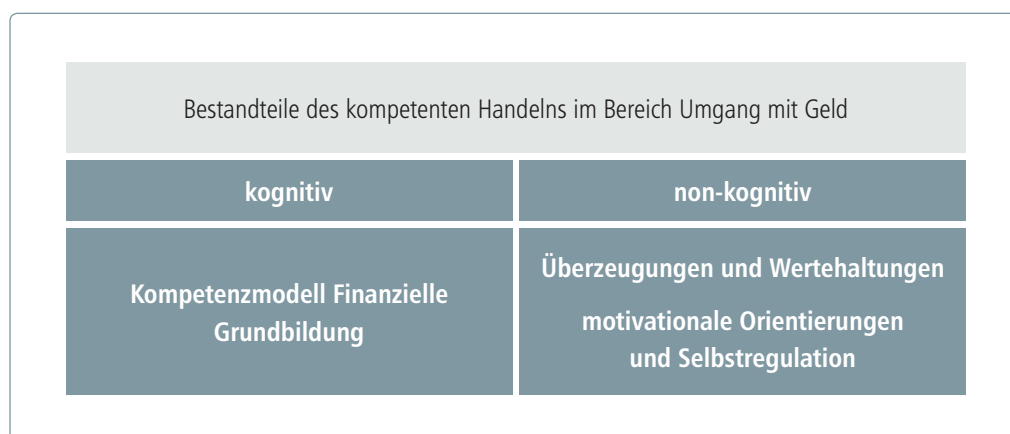 Bestandteile des kompetenten Handelns im Bereich Umgang mit Geld
kognitiv
non-kognitiv
Kompetenzmodell Finanzielle
Grundbildung
Überzeugungen und Wertehaltungen
motivationale Orientierungen
und Selbstregulation